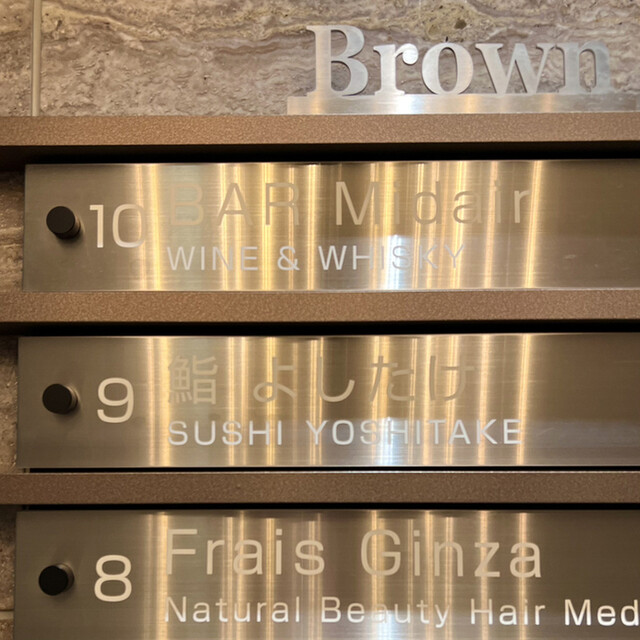 Brown
10 BAR Midair
WINE & WHISKY
9 鮨 よしたけ
SUSHI YOSHITAKE
8 Frais Ginza
Natural Beauty Hair Med